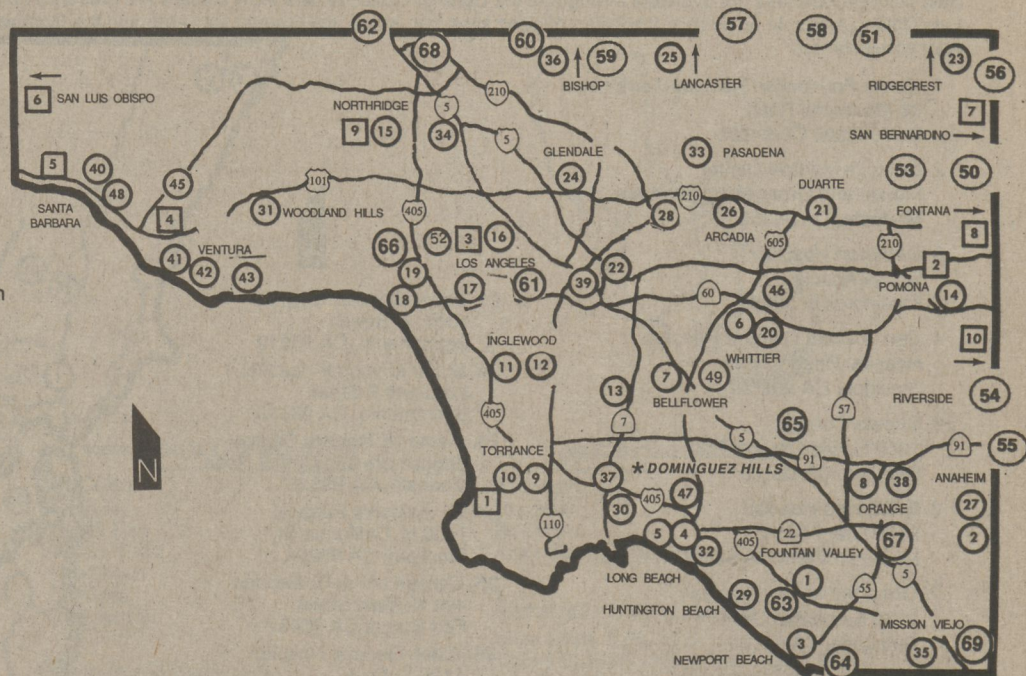 62
68
60
36
59
BISHOP
25
LANCASTER
57
58
51
RIDGECREST
23
56
6 SAN LUIS OBISPO
NORTHRIDGE
9 15
5
34
210
5
GLENDALE
24
33 PASADENA
7
SAN BERNARDINO
53
50
5
40
48
45
SANTA
BARBARA
4
101
31 WOODLAND HILLS
405
210
28
26
ARCADIA
DUARTE
21
605
FONTANA
210
8
VENTURA
41
42
43
66
52
3 16
LOS ANGELES
19
18
17
61
39
22
60
46
2
POMONA
14
6
20
WHITTIER
10
n
INGLEWOOD
11 12
405
13
7
7
49
BELLFLOWER
57
RIVERSIDE
54
5
65
91
91
55
TORRANCE
10 9
1
37
* DOMINGUEZ HILLS
30
405
47
8
38
ANAHEIM
ORANGE
27
2
N
110
5
4
32
22
405
FOUNTAIN VALLEY
67
5
LONG BEACH
HUNTINGTON BEACH
29
63
1
55
MISSION VIEJO
NEWPORT BEACH
3
64
35
69